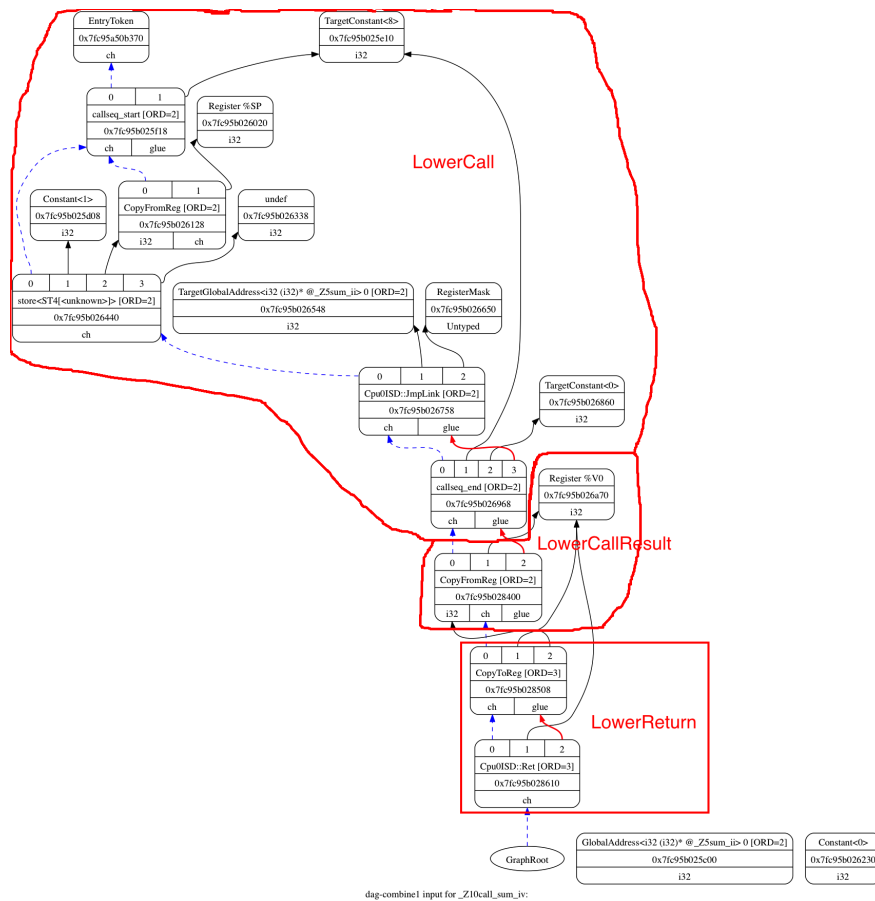 EntryToken
0x7fc95a50b370
ch
TargetConstant<8>
0x7fc95b025e10
i32
0 1
callseq_start [ORD=2]
0x7fc95b025f18
ch glue
Register %SP
0x7fc95b026020
i32
LowerCall
Constant<1>
0x7fc95b025d08
i32
0 1
CopyFromReg [ORD=2]
0x7fc95b026128
i32 ch
undef
0x7fc95b026338
i32
0 1 2 3
store<ST4[<unknown>]> [ORD=2]
0x7fc95b026440
ch
TargetGlobalAddress<i32 (i32)* @_Z5sum_ii> 0 [ORD=2]
0x7fc95b026548
i32
RegisterMask
0x7fc95b026650
Untyped
0 1 2
Cpu0ISD::JmpLink [ORD=2]
0x7fc95b026758
ch glue
TargetConstant<0>
0x7fc95b026860
i32
0 1 2 3
callseq_end [ORD=2]
0x7fc95b026968
ch glue
Register %V0
0x7fc95b026a70
i32
LowerCallResult
0 1 2
CopyFromReg [ORD=2]
0x7fc95b028400
i32 ch glue
0 1 2
CopyToReg [ORD=3]
0x7fc95b028508
ch glue
LowerReturn
0 1 2
Cpu0ISD::Ret [ORD=3]
0x7fc95b028610
ch
GraphRoot
GlobalAddress<i32 (i32)* @_Z5sum_ii> 0 [ORD=2]
0x7fc95b025c00
i32
Constant<0>
0x7fc95b026230
i32
dag-combine1 input for _Z10call_sum_iv: